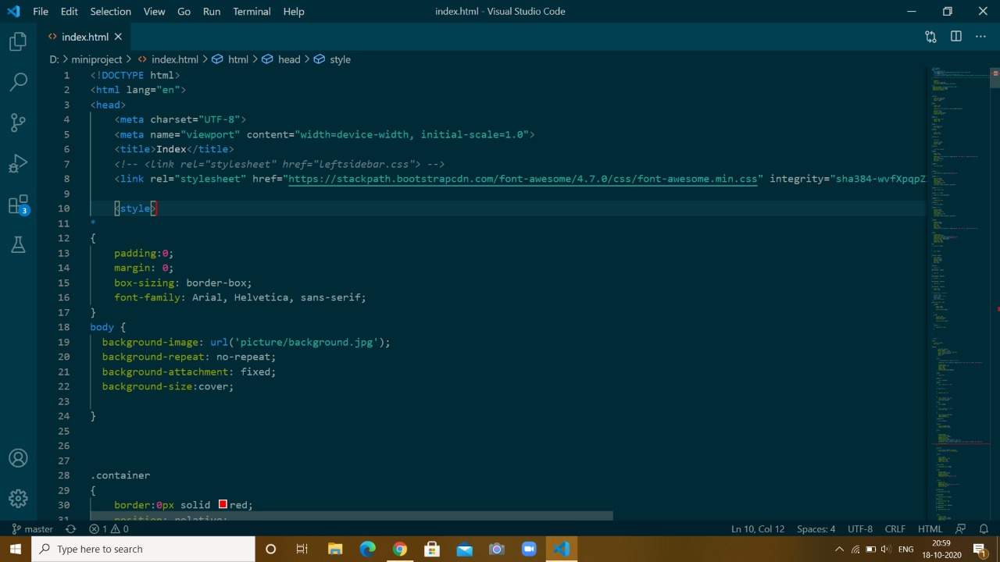 File Edit Selection View Go Run Terminal Help index.html - Visual Studio Code
index.html
D: > miniproject > index.html > html > head > style
1 <!DOCTYPE html>
2 <html lang="en">
3 <head>
4 <meta charset="UTF-8">
5 <meta name="viewport" content="width=device-width, initial-scale=1.0">
6 <title>Index</title>
7 <!-- <link rel="stylesheet" href="leftsidebar.css"> -->
8 <link rel="stylesheet" href="https://stackpath.bootstrapcdn.com/font-awesome/4.7.0/css/font-awesome.min.css" integrity="sha384-wvfXpqpZ
9
10 <style>
11 *
12 {
13 padding:0;
14 margin: 0;
15 box-sizing: border-box;
16 font-family: Arial, Helvetica, sans-serif;
17 }
18 body {
19 background-image: url('picture/background.jpg');
20 background-repeat: no-repeat;
21 background-attachment: fixed;
22 background-size:cover;
23
24 }
25
26
27
28 .container
29 {
30 border:0px solid red;
31 position: relative;
3
master 1 0 Ln 10, Col 12 Spaces: 4 UTF-8 CRLF HTML
Type here to search
ENG 20:59
18-10-2020 1